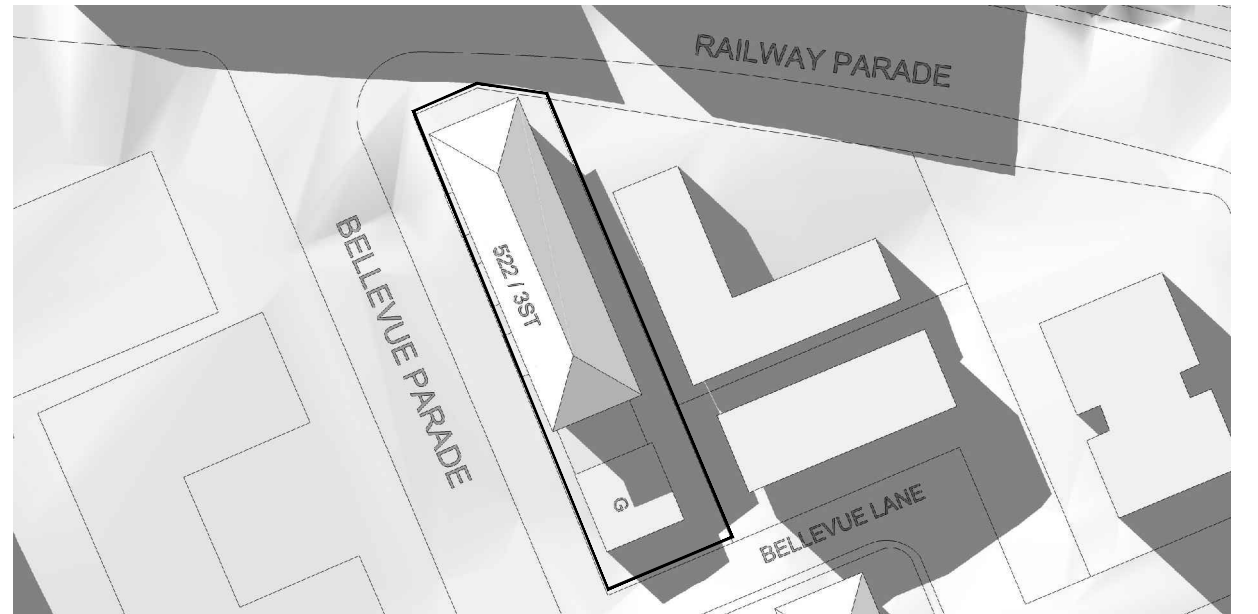 RAILWAY PARADE
BELLEVUE PARADE
522 / 3ST
G
BELLEVUE LANE